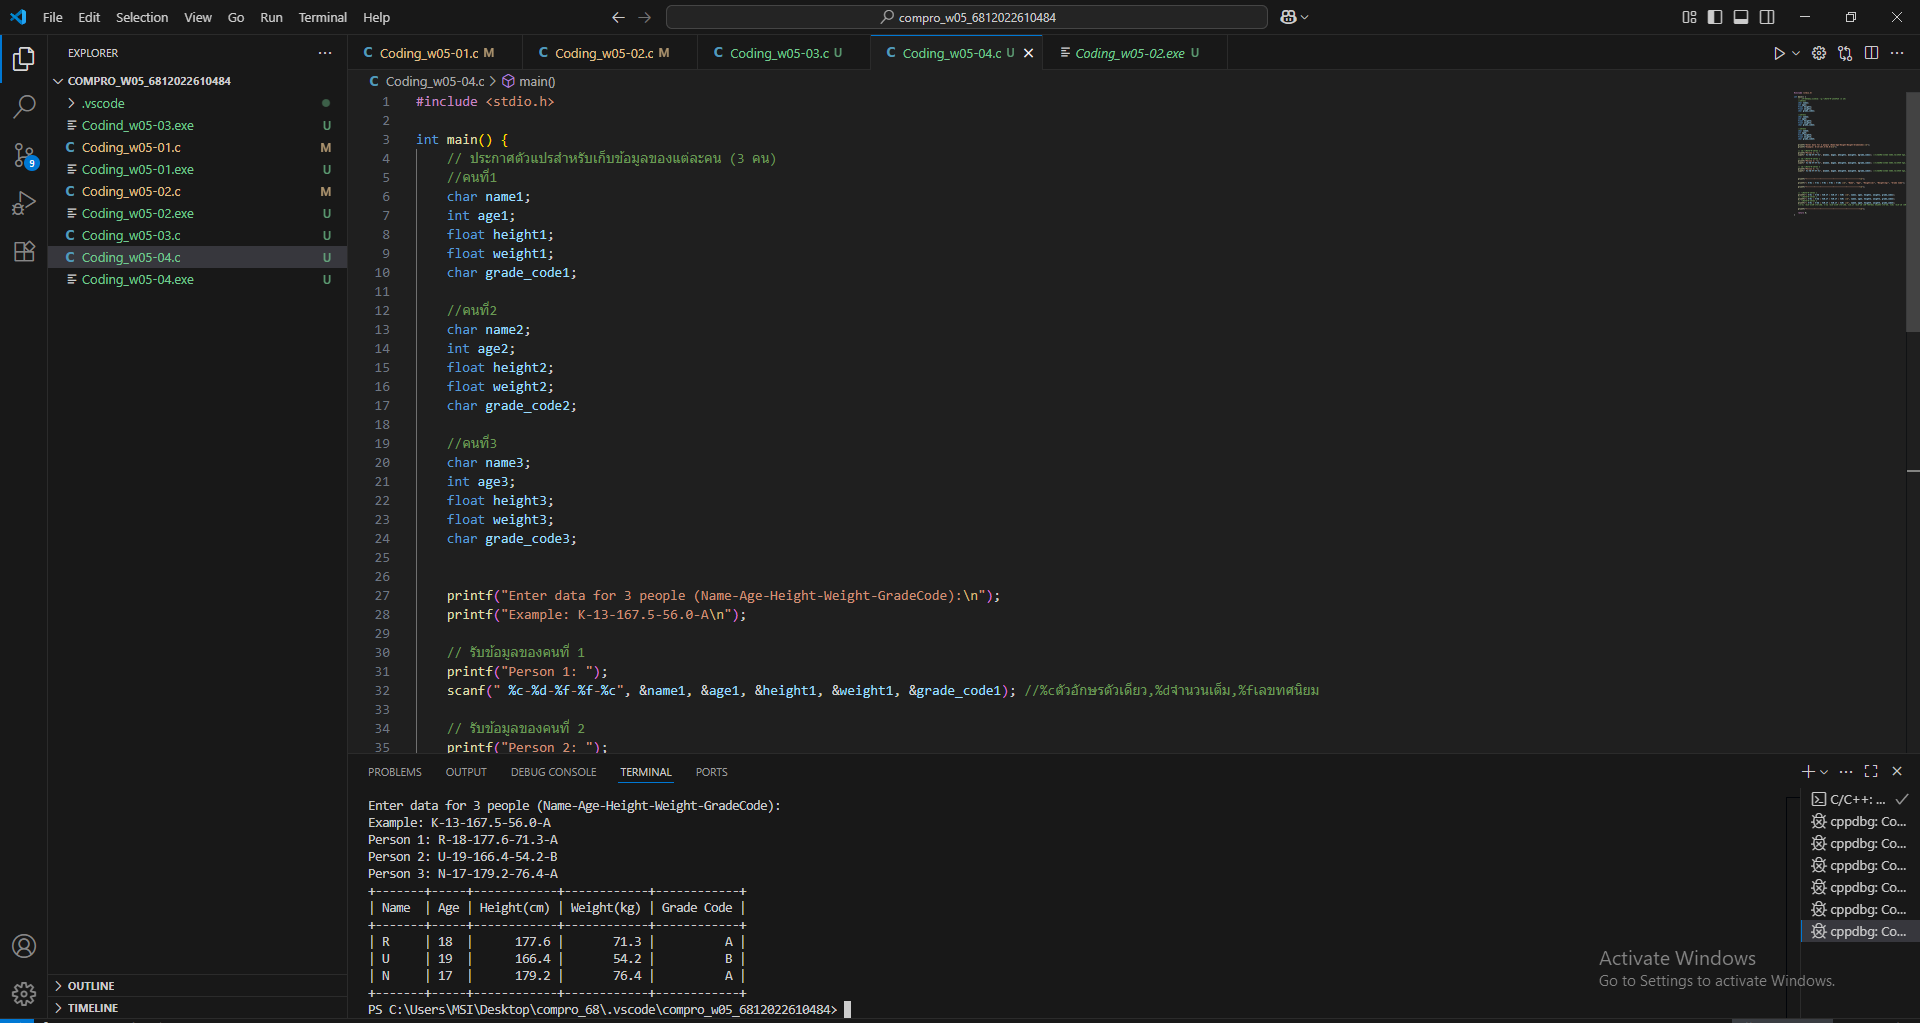 File Edit Selection View Go Run Terminal Help
compro_w05_6812022610484
EXPLORER
COMPRO_W05_6812022610484
.vscode
Codind_w05-03.exe U
Coding_w05-01.c M
Coding_w05-01.exe U
Coding_w05-02.c M
Coding_w05-02.exe U
Coding_w05-03.c U
Coding_w05-04.c U
Coding_w05-04.exe U
9
OUTLINE
TIMELINE
Coding_w05-01.c M Coding_w05-02.c M Coding_w05-03.c U Coding_w05-04.c U Coding_w05-02.exe U
Coding_w05-04.c > main()
1 #include <stdio.h>
2
3 int main() {
4 // ประกาศตัวแปรสำหรับเก็บข้อมูลของแต่ละคน (3 คน)
5 //คนที่1
6 char name1;
7 int age1;
8 float height1;
9 float weight1;
10 char grade_code1;
11
12 //คนที่2
13 char name2;
14 int age2;
15 float height2;
16 float weight2;
17 char grade_code2;
18
19 //คนที่3
20 char name3;
21 int age3;
22 float height3;
23 float weight3;
24 char grade_code3;
25
26
27 printf("Enter data for 3 people (Name-Age-Height-Weight-GradeCode):\n");
28 printf("Example: K-13-167.5-56.0-A\n");
29
30 // รับข้อมูลของคนที่ 1
31 printf("Person 1: ");
32 scanf(" %c-%d-%f-%f-%c", &name1, &age1, &height1, &weight1, &grade_code1); //%cตัวอักษรตัวเดียว,%dจำนวนเต็ม,%fเลขทศนิยม
33
34 // รับข้อมูลของคนที่ 2
35 printf("Person 2: ");
PROBLEMS OUTPUT DEBUG CONSOLE TERMINAL PORTS
Enter data for 3 people (Name-Age-Height-Weight-GradeCode):
Example: K-13-167.5-56.0-A
Person 1: R-18-177.6-71.3-A
Person 2: U-19-166.4-54.2-B
Person 3: N-17-179.2-76.4-A
+-------+-----+------------+------------+------------+
| Name | Age | Height(cm) | Weight(kg) | Grade Code |
+-------+-----+------------+------------+------------+
| R | 18 | 177.6 | 71.3 | A |
| U | 19 | 166.4 | 54.2 | B |
| N | 17 | 179.2 | 76.4 | A |
+-------+-----+------------+------------+------------+
PS C:\Users\MSI\Desktop\compro_68\.vscode\compro_w05_6812022610484>
C/C++: ...
cppdbg: Co...
cppdbg: Co...
cppdbg: Co...
cppdbg: Co...
cppdbg: Co...
cppdbg: Co...
Activate Windows
Go to Settings to activate Windows.